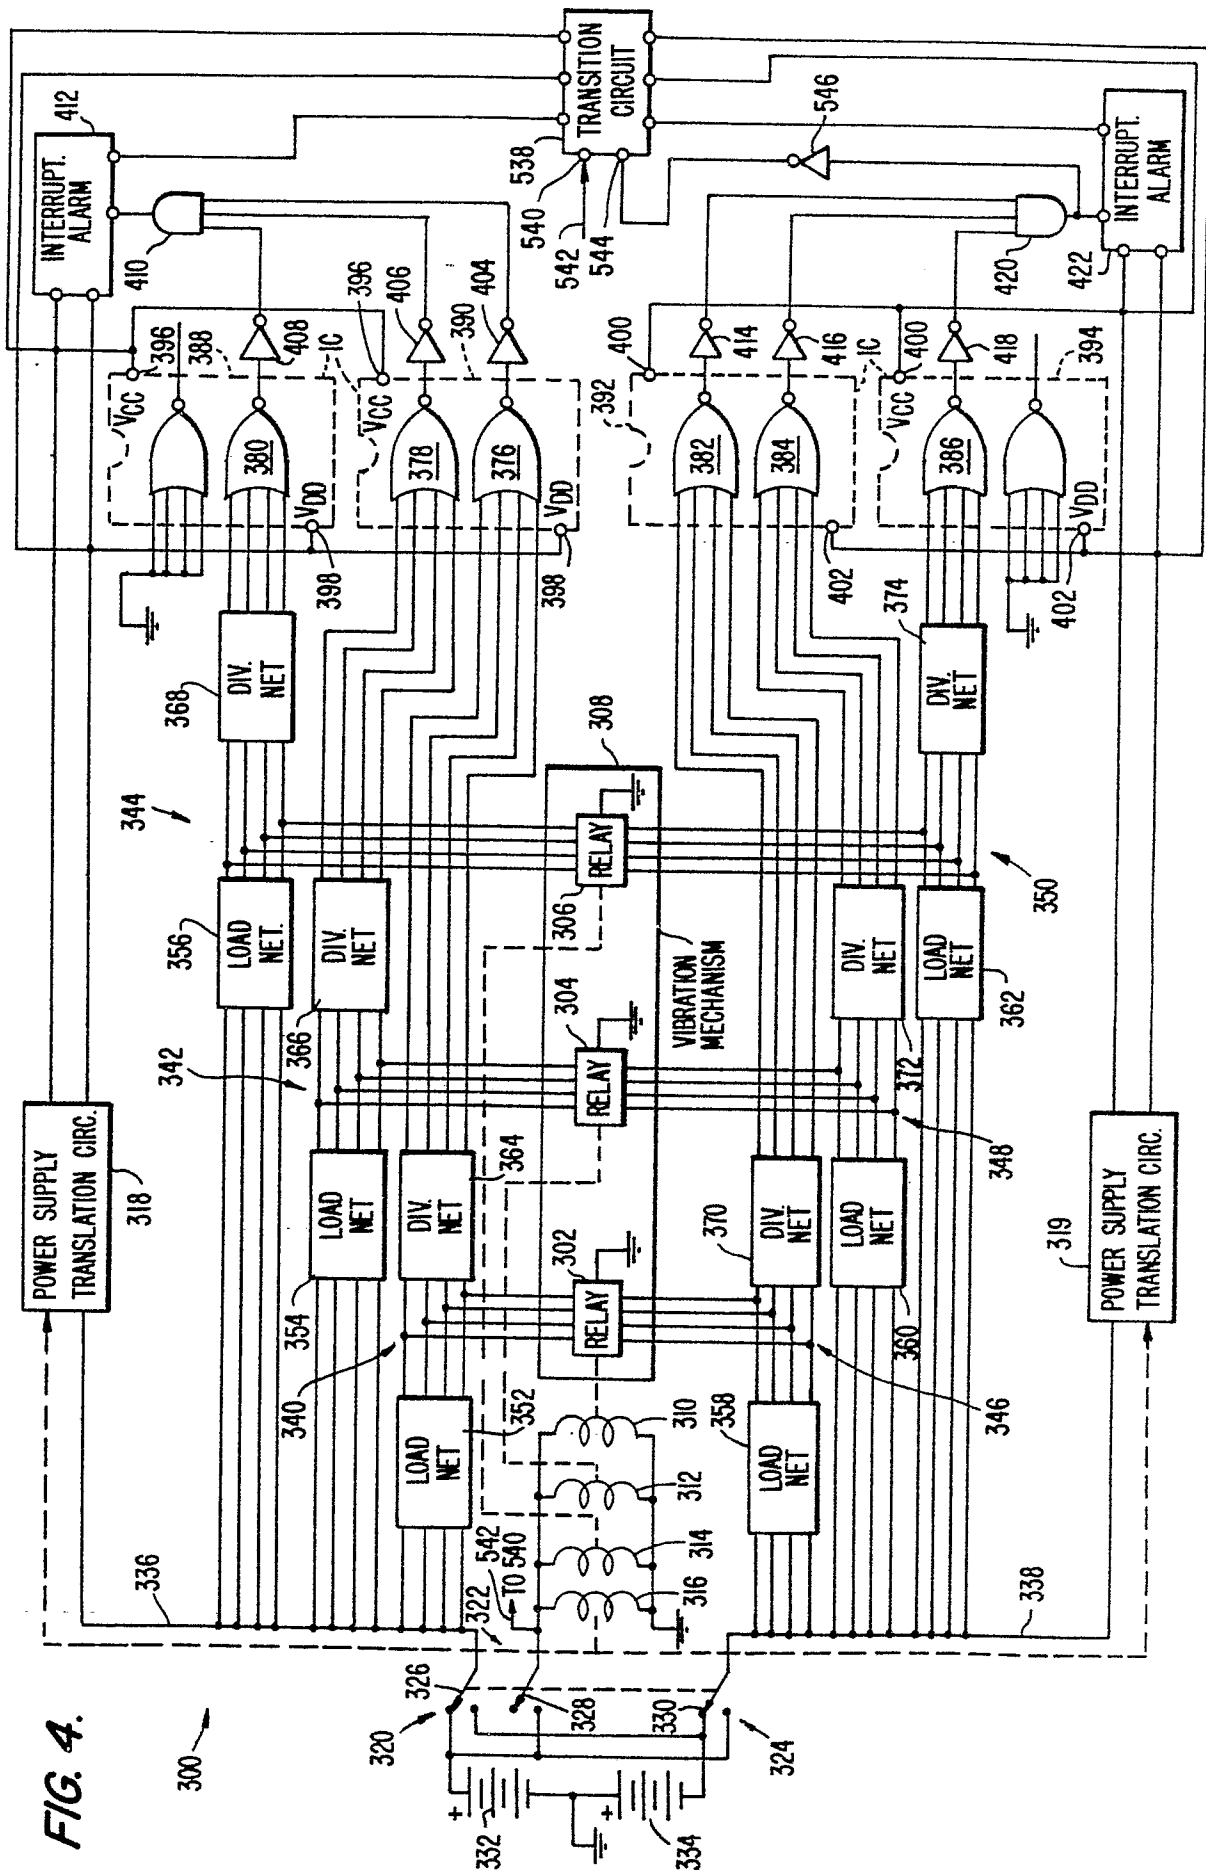 FIG. 4.
300
POWER SUPPLY
TRANSLATION CIRC.
318
336
INTERRUPT.
ALARM
412
410
356
LOAD
NET.
344
368
DIV.
NET
398
VDD
380
VCC
396
388
IC
408
354
LOAD
NET
342
366
DIV.
NET
378
VCC
396
406
390
376
VDD
398
404
340
LOAD
NET
352
DIV.
NET
364
320
326
322
542
TO 540
328
332
+
334
+
330
324
316
314
312
310
302
RELAY
304
RELAY
306
RELAY
308
VIBRATION
MECHANISM
538
TRANSITION
CIRCUIT
540
542
544
546
346
358
LOAD
NET
370
DIV.
NET
360
LOAD
NET
348
372
DIV.
NET
350
362
LOAD
NET
374
DIV.
NET
392
400
382
384
402
414
416
IC
VCC
400
386
418
394
VDD
402
420
422
INTERRUPT.
ALARM
338
319
POWER SUPPLY
TRANSLATION CIRC.